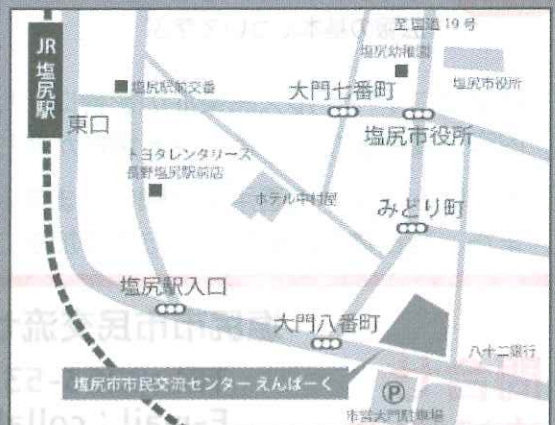 至国道19号
塩尻幼稚園
JR 塩尻駅
塩尻駅前交番
大門七番町
塩尻市役所
東口
塩尻市役所
トヨタレンタリース
長野塩尻駅前店
ホテル中村屋
みどり町
塩尻駅入口
大門八番町
八十二銀行
塩尻市市民交流センター えんぱーく
P
市営大門駐車場